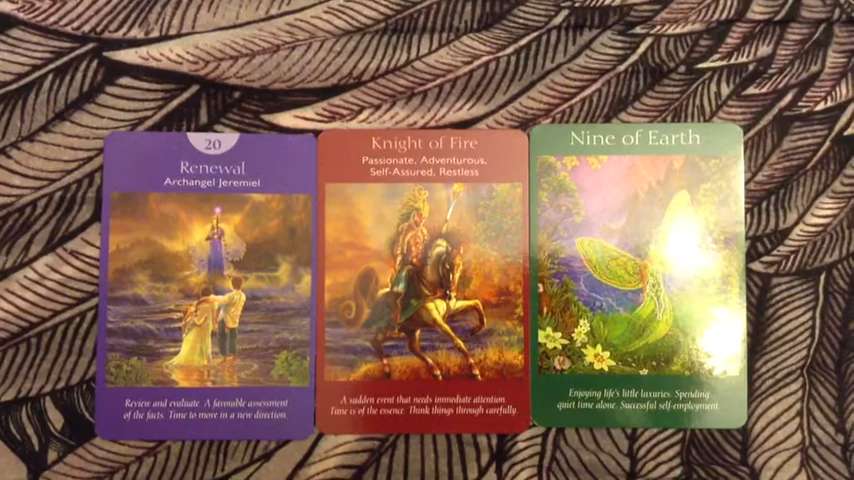 20
Renewal
Archangel Jeremiel
Review and evaluate. A favorable assessment
of the facts. Time to move in a new direction.
Knight of Fire
Passionate, Adventurous,
Self-Assured, Restless
A sudden event that needs immediate attention
Time is of the essence. Think things through carefully.
Nine of Earth
Enjoying life's little luxuries. Spending
quiet time alone. Successful self-employment.